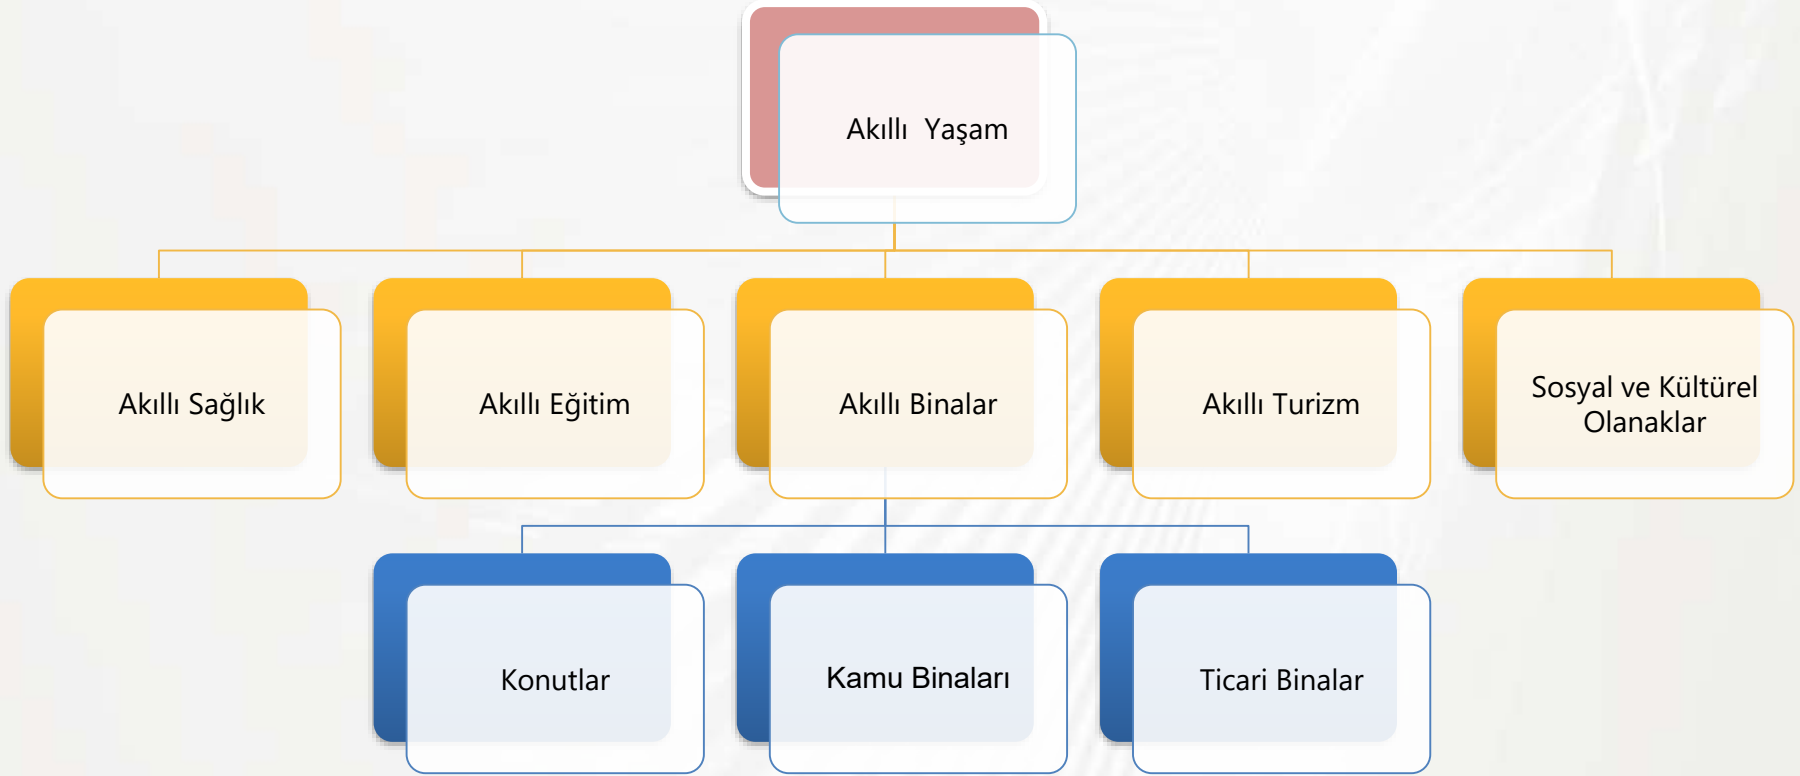 Akıllı  Yaşam
Akıllı Sağlık
Akıllı Eğitim
Akıllı Binalar
Akıllı Turizm
Sosyal ve Kültürel
Olanaklar
Konutlar
Kamu Binaları
Ticari Binalar